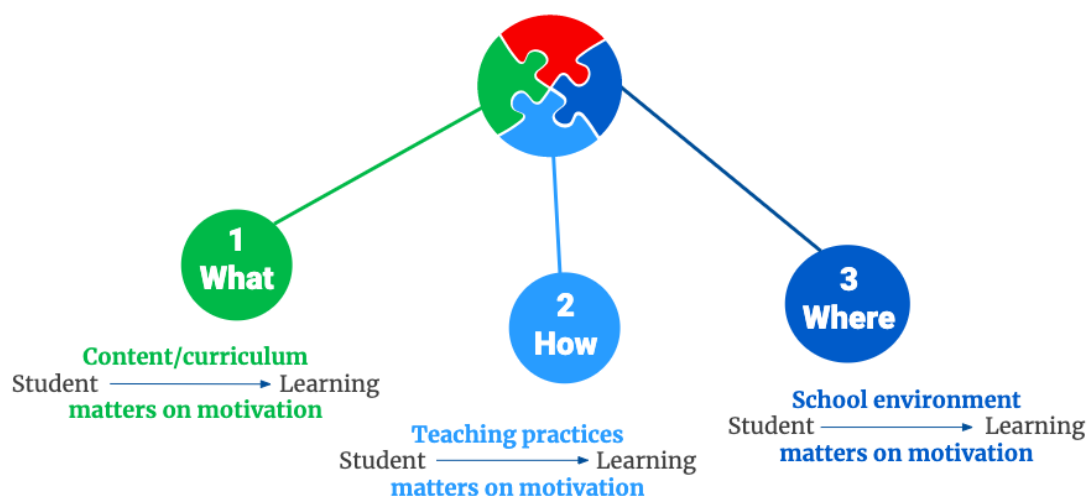 1
What
Content/curriculum
Student Learning
matters on motivation
2
How
Teaching practices
Student Learning
matters on motivation
3
Where
School environment
Student Learning
matters on motivation